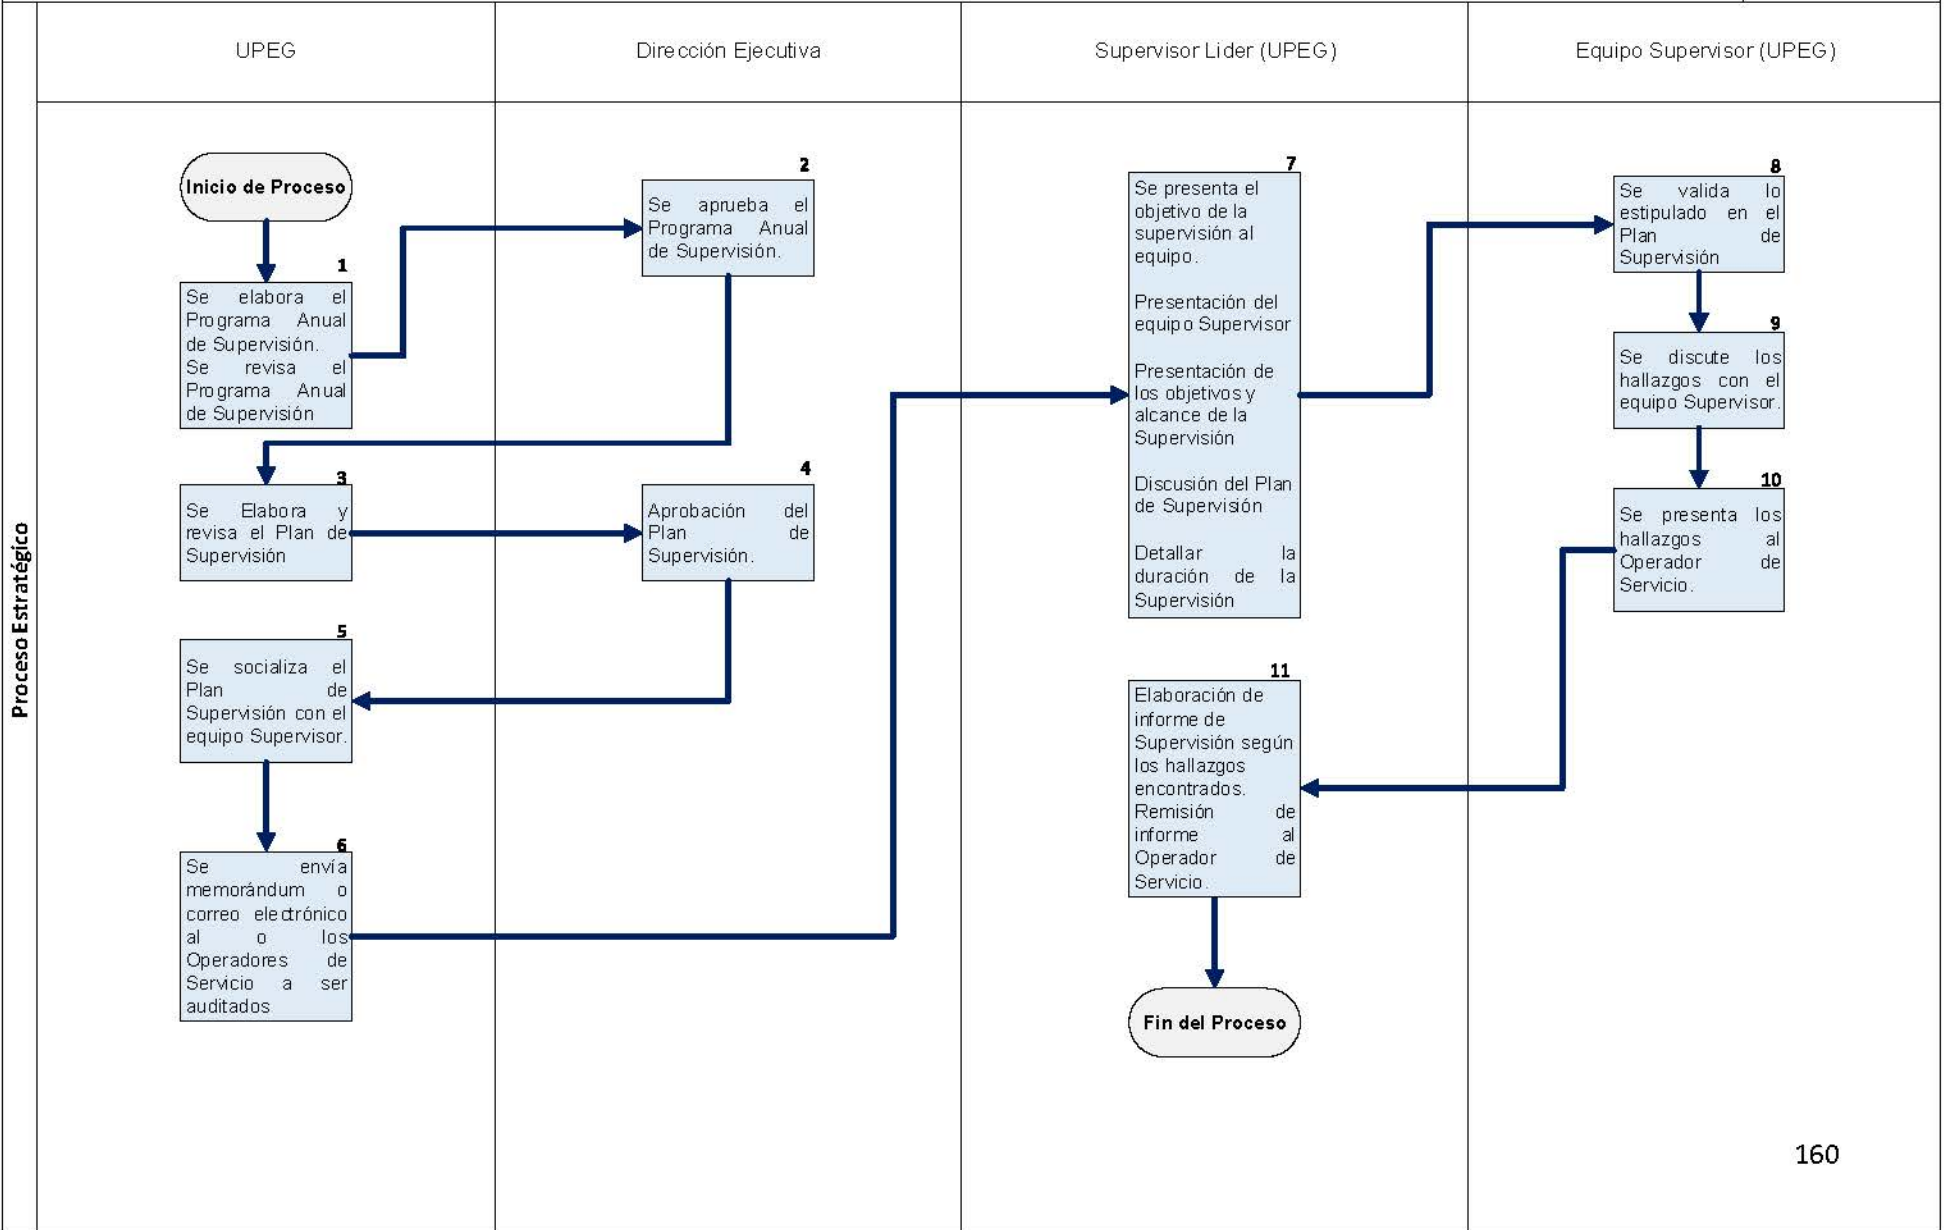 UPEG
Dirección Ejecutiva
Supervisor Lider (UPEG)
Equipo Supervisor (UPEG)
Proceso Estratégico
Inicio de Proceso
1
Se elabora el
Programa Anual
de Supervisión.
Se revisa el
Programa Anual
de Supervisión
2
Se aprueba el
Programa Anual
de Supervisión.
3
Se Elabora y
revisa el Plan de
Supervisión
4
Aprobación del
Plan de
Supervisión.
5
Se socializa el
Plan de
Supervisión con el
equipo Supervisor.
6
Se envía
memorándum o
correo electrónico
al o los
Operadores de
Servicio a ser
auditados
7
Se presenta el
objetivo de la
supervisión al
equipo.
Presentación del
equipo Supervisor
Presentación de
los objetivos y
alcance de la
Supervisión
Discusión del Plan
de Supervisión
Detallar la
duración de la
Supervisión
8
Se valida lo
estipulado en el
Plan de
Supervisión
9
Se discute los
hallazgos con el
equipo Supervisor.
10
Se presenta los
hallazgos al
Operador de
Servicio.
11
Elaboración de
informe de
Supervisión según
los hallazgos
encontrados.
Remisión de
informe al
Operador de
Servicio.
Fin del Proceso
160